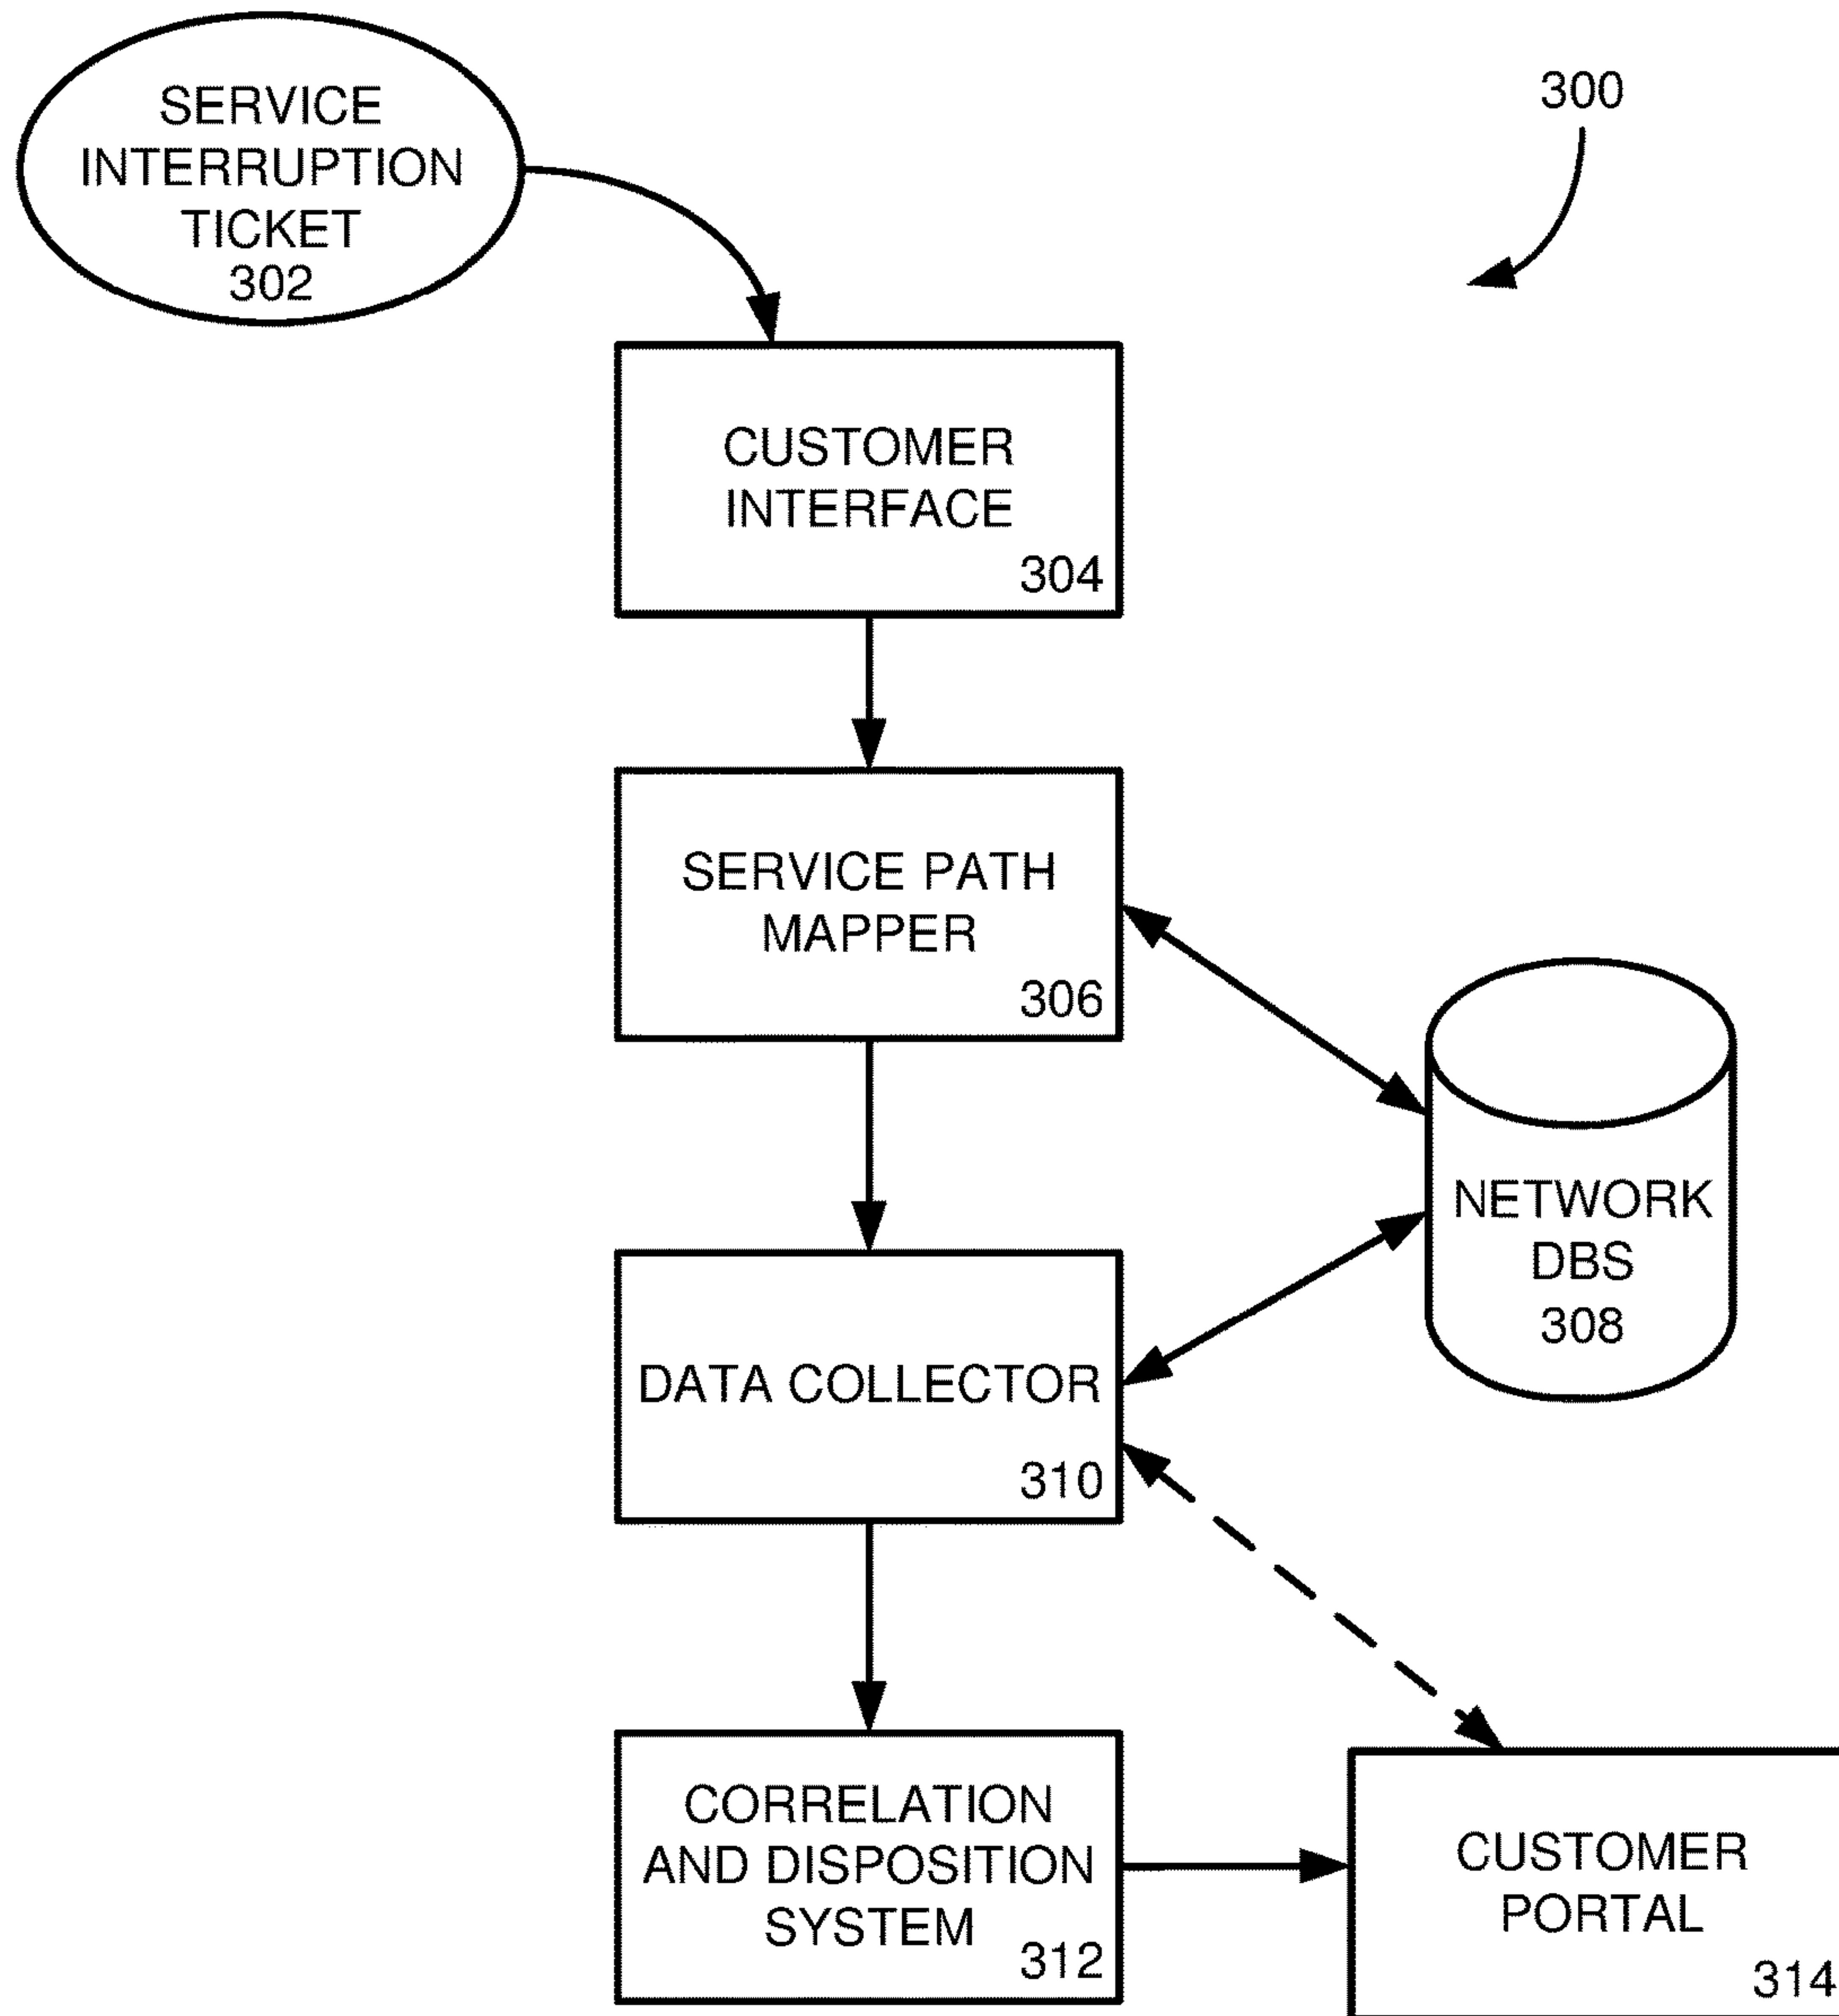 SERVICE
INTERRUPTION
TICKET
302
300
CUSTOMER
INTERFACE
304
SERVICE PATH
MAPPER
306
NETWORK
DBS
308
DATA COLLECTOR
310
CORRELATION
AND DISPOSITION
SYSTEM
312
CUSTOMER
PORTAL
314